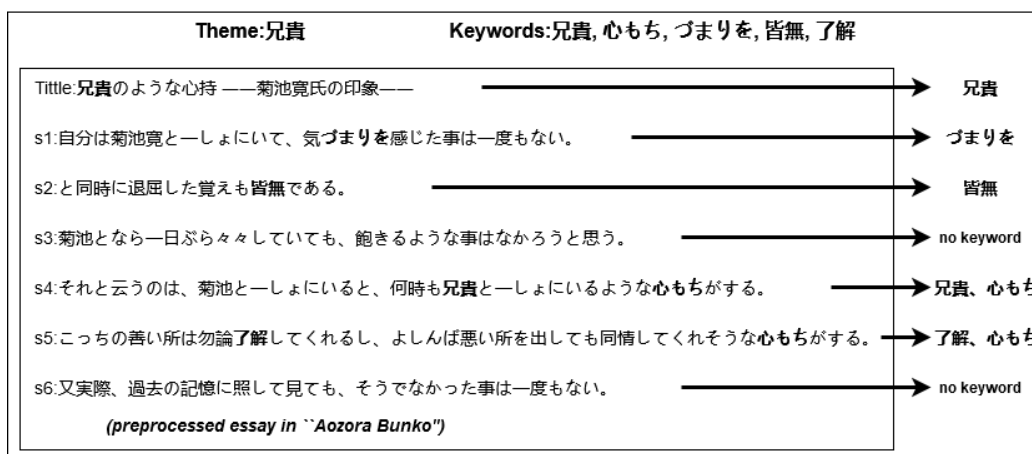 Theme:兄貴 Keywords:兄貴, 心もち, づまりを, 皆無, 了解
Tittle:兄貴のような心持 ——菊池寛氏の印象—— 兄貴
s1:自分は菊池寛と一しょにいて、気づまりを感じた事は一度もない。 づまりを
s2:と同時に退屈した覚えも皆無である。 皆無
s3:菊池となら一日ぶら々々していても、飽きるような事はなかろうと思う。 no keyword
s4:それと云うのは、菊池と一しょにいると、何時も兄貴と一しょにいるような心もちがする。 兄貴、心もち
s5:こっちの善い所は勿論了解してくれるし、よしんば悪い所を出しても同情してくれそうな心もちがする。 了解、心もち
s6:又実際、過去の記憶に照して見ても、そうでなかった事は一度もない。 no keyword
(preprocessed essay in ``Aozora Bunko")